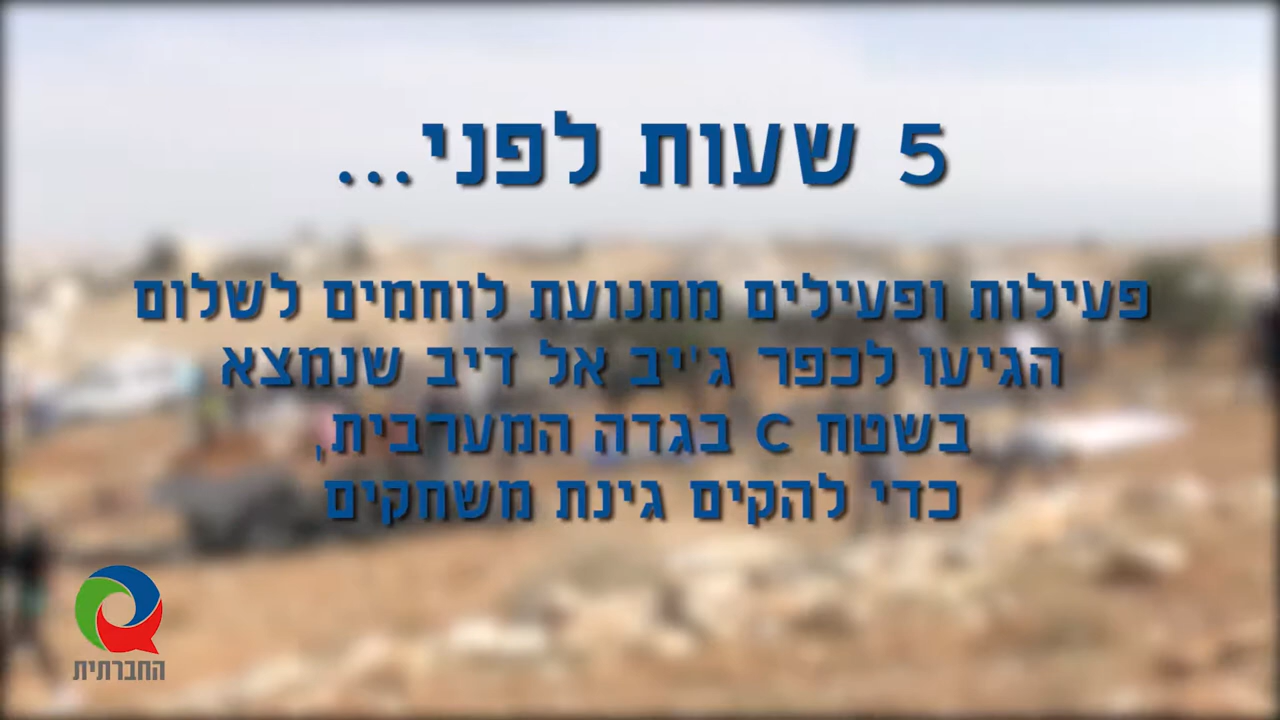 5 שעות לפני...
פעילות ופעילים מתנועת לוחמים לשלום
הגיעו לכפר ג'יב אל דיב שנמצא
בשטח C בגדה המערבית,
כדי להקים גינת משחקים
החברתית